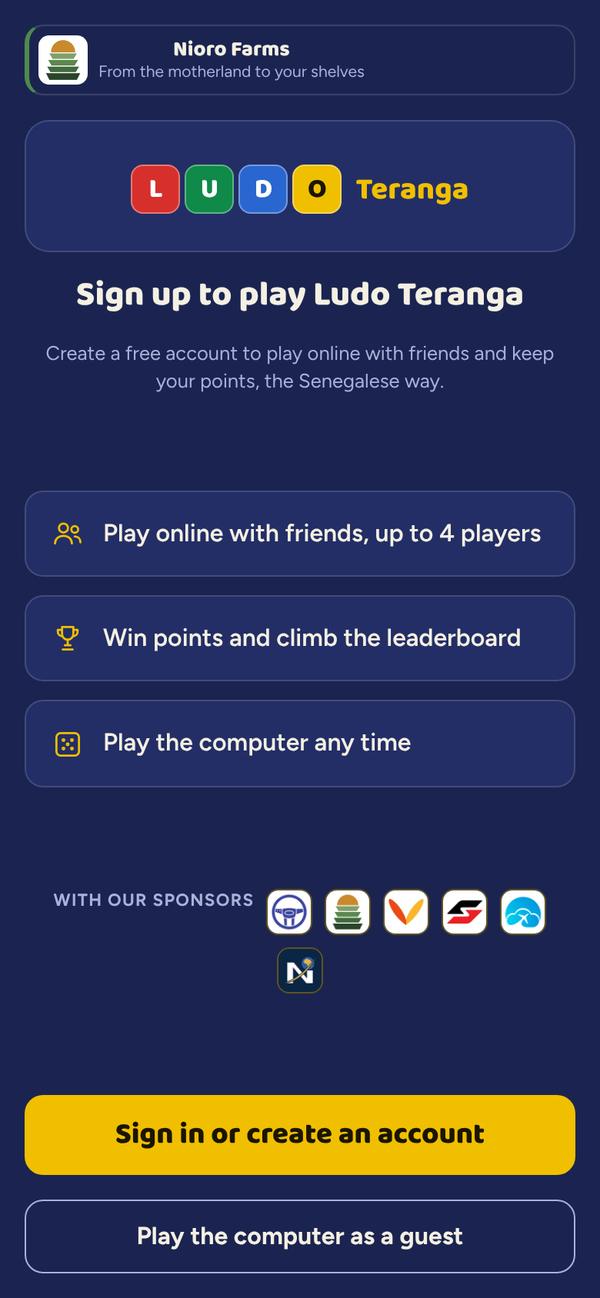 Nioro Farms
From the motherland to your shelves
L U D O Teranga
Sign up to play Ludo Teranga
Create a free account to play online with friends and keep
your points, the Senegalese way.
Play online with friends, up to 4 players
Win points and climb the leaderboard
Play the computer any time
WITH OUR SPONSORS
N
Sign in or create an account
Play the computer as a guest